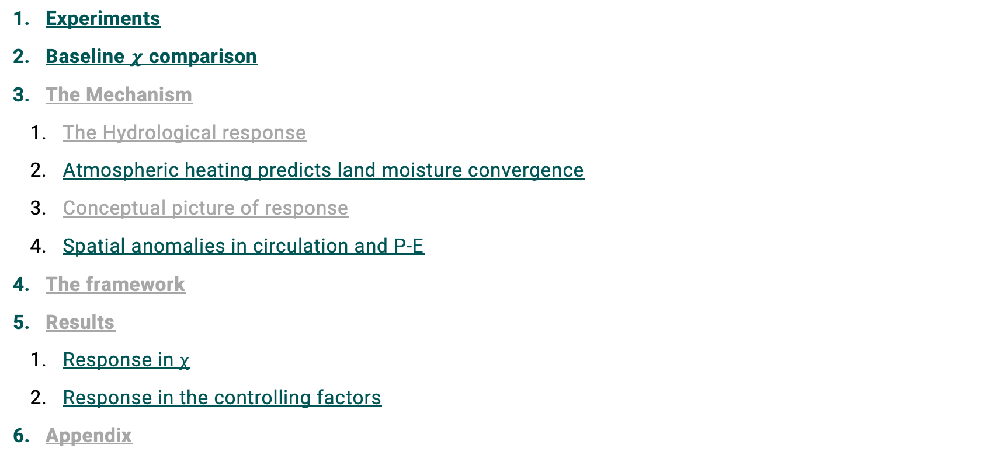 1. Experiments
2. Baseline χ comparison
3. The Mechanism
1. The Hydrological response
2. Atmospheric heating predicts land moisture convergence
3. Conceptual picture of response
4. Spatial anomalies in circulation and P-E
4. The framework
5. Results
1. Response in χ
2. Response in the controlling factors
6. Appendix